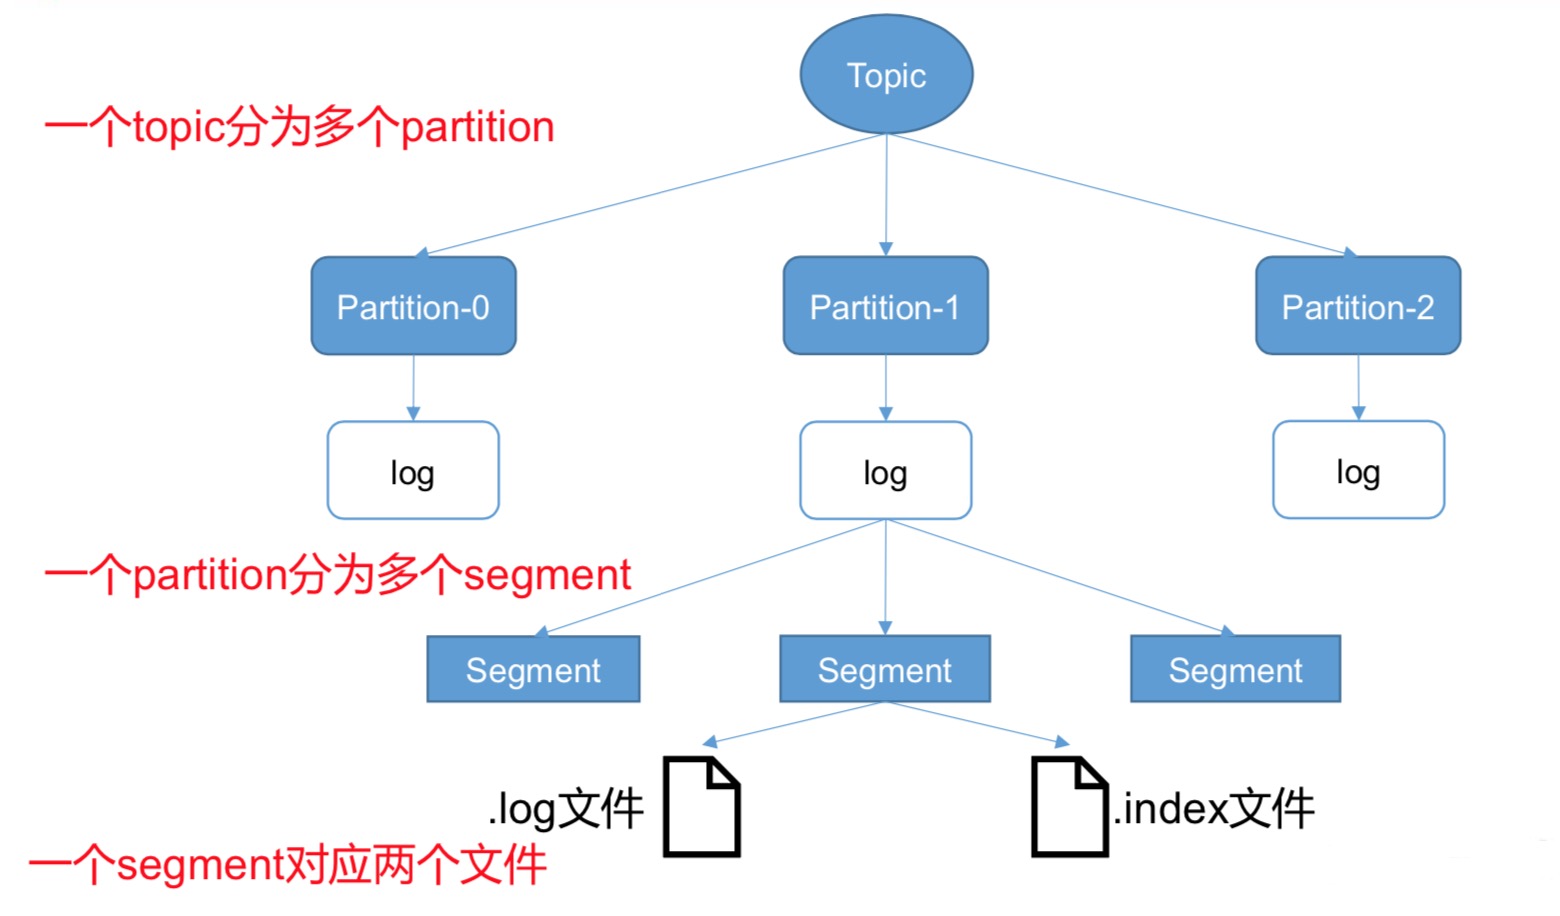 Topic
一个topic分为多个partition
Partition-0
Partition-1
Partition-2
log
log
log
一个partition分为多个segment
Segment
Segment
Segment
.log文件
.index文件
一个segment对应两个文件